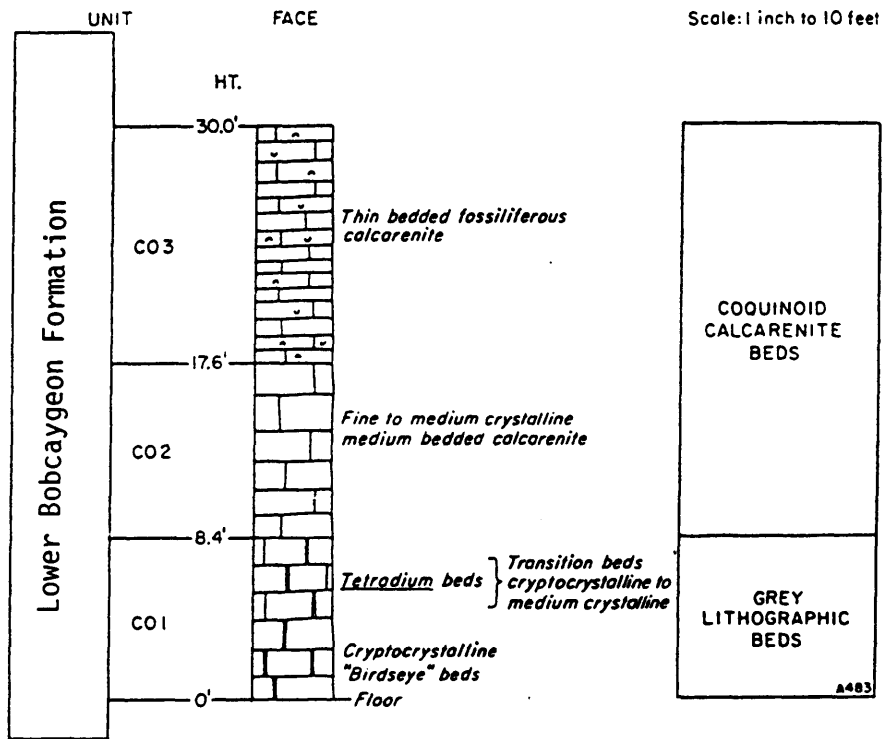 UNIT
FACE
Scale: 1 inch to 10 feet
HT.
30.0'
Lower Bobcaygeon Formation
CO3
Thin bedded fossiliferous
calcarenite
COQUINOID
CALCARENITE
BEDS
17.6'
CO2
Fine to medium crystalline
medium bedded calcarenite
8.4'
CO1
Tetradium beds
Transition beds
cryptocrystalline to
medium crystalline
GREY
LITHOGRAPHIC
BEDS
Cryptocrystalline
"Birdseye" beds
0'
Floor
A483